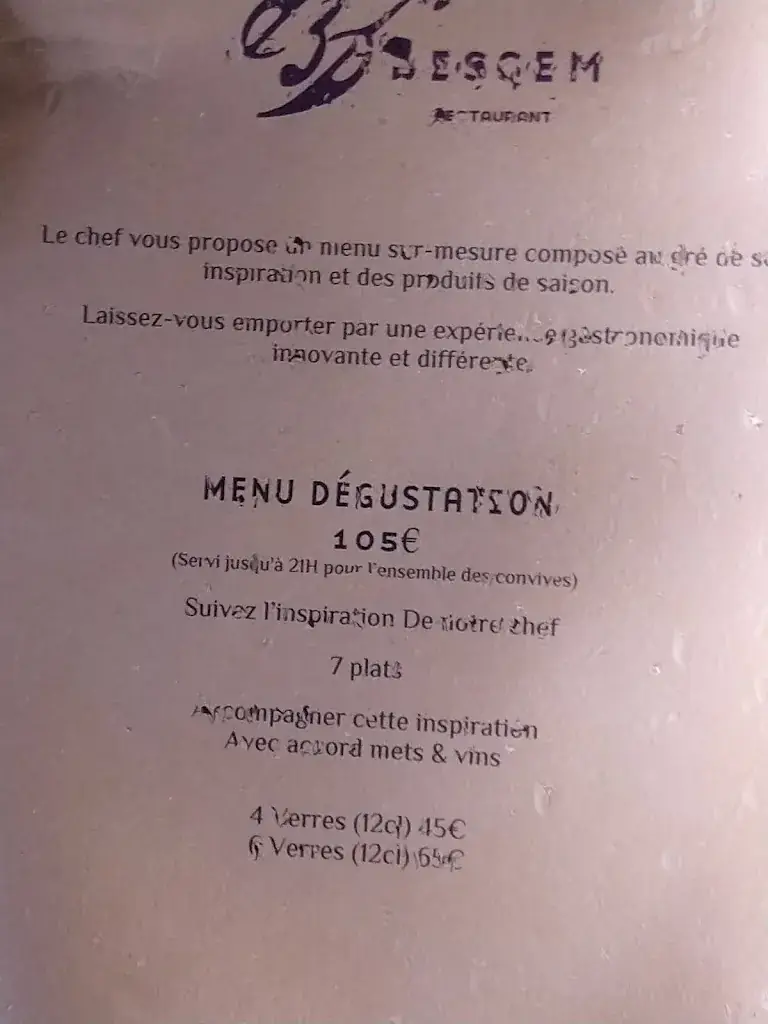 RESTAURANT
Le chef vous propose un menu sur-mesure composé au gré de
inspiration et des produits de saison.
Laissez-vous emporter par une expérience gastronomique
innovante et différente.
MENU DÉGUSTATION
105€
(Servi jusqu'à 21H pour l'ensemble des convives)
Suivez l'inspiration De notre chef
7 plats
Accompagner cette inspiration
Avec accord mets & vins
4 Verres (12cl) 45€
6 Verres (12cl) 65€